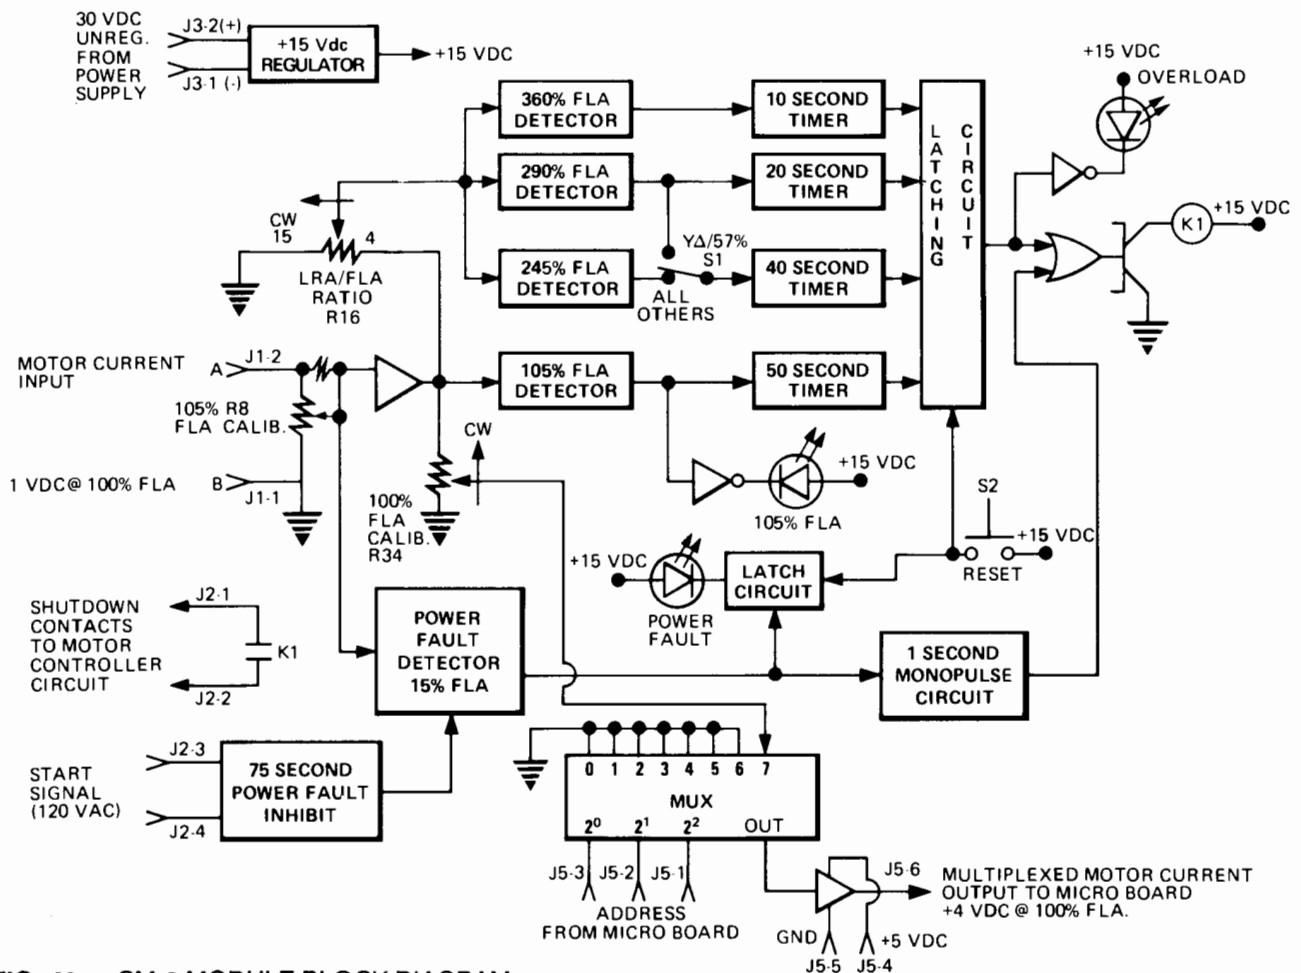 30 VDC
UNREG.
FROM
POWER
SUPPLY
J3-2(+)
J3-1 (-)
+15 Vdc
REGULATOR
+15 VDC
360% FLA
DETECTOR
10 SECOND
TIMER
290% FLA
DETECTOR
20 SECOND
TIMER
245% FLA
DETECTOR
YΔ/57%
S1
ALL
OTHERS
40 SECOND
TIMER
105% FLA
DETECTOR
50 SECOND
TIMER
LATCHING
CIRCUIT
+15 VDC
OVERLOAD
K1
+15 VDC
CW
15
4
LRA/FLA
RATIO
R16
MOTOR CURRENT
INPUT
A
J1-2
105% R8
FLA CALIB.
1 VDC@ 100% FLA
B
J1-1
CW
100%
FLA
CALIB.
R34
+15 VDC
105% FLA
S2
+15 VDC
RESET
+15 VDC
POWER
FAULT
LATCH
CIRCUIT
SHUTDOWN
CONTACTS
TO MOTOR
CONTROLLER
CIRCUIT
J2-1
K1
J2-2
POWER
FAULT
DETECTOR
15% FLA
1 SECOND
MONOPULSE
CIRCUIT
START
SIGNAL
(120 VAC)
J2-3
J2-4
75 SECOND
POWER FAULT
INHIBIT
0 1 2 3 4 5 6 7
MUX
2⁰ 2¹ 2² OUT
J5-3 J5-2 J5-1
ADDRESS
FROM MICRO BOARD
J5-6
MULTIPLEXED MOTOR CURRENT
OUTPUT TO MICRO BOARD
+4 VDC @ 100% FLA.
GND
+5 VDC
J5-5 J5-4